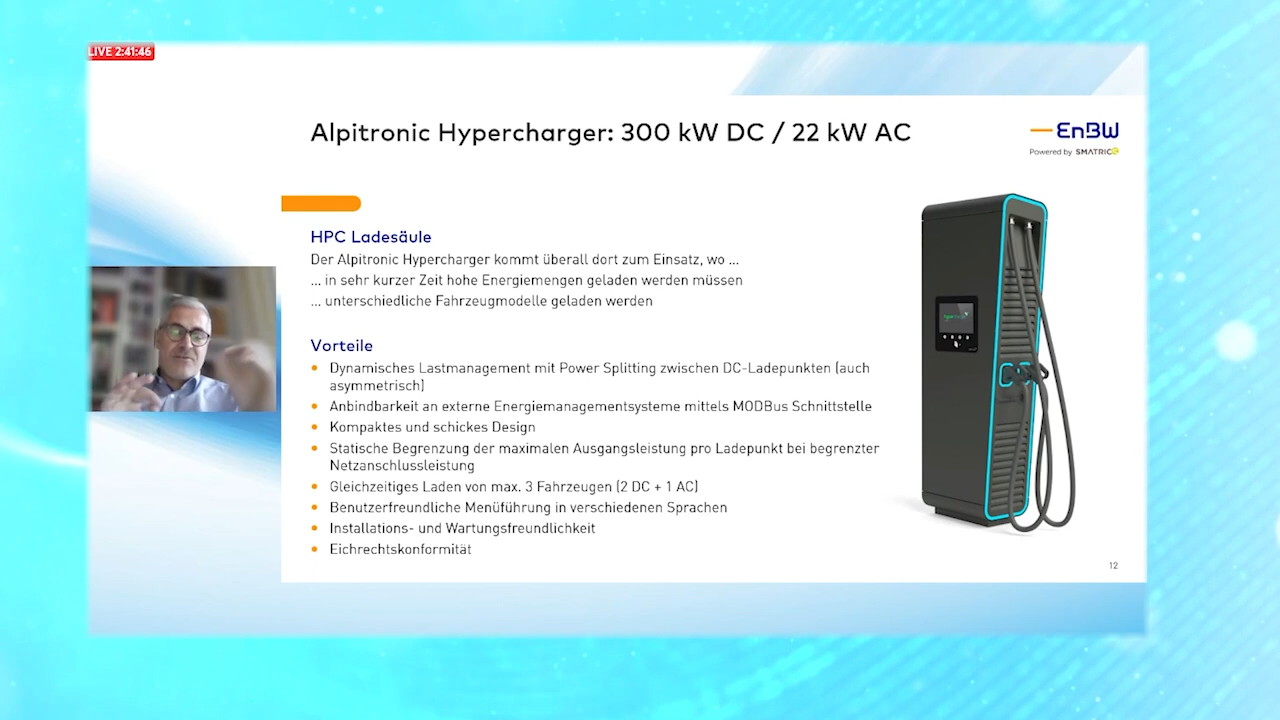 LIVE 2:41:46
Alpitronic Hypercharger: 300 kW DC / 22 kW AC
EnBW
Powered by SMATRICS
HPC Ladesäule
Der Alpitronic Hypercharger kommt überall dort zum Einsatz, wo ...
... in sehr kurzer Zeit hohe Energiemengen geladen werden müssen
... unterschiedliche Fahrzeugmodelle geladen werden
Vorteile
• Dynamisches Lastmanagement mit Power Splitting zwischen DC-Ladepunkten (auch
asymmetrisch)
• Anbindbarkeit an externe Energiemanagementsysteme mittels MODBus Schnittstelle
• Kompaktes und schickes Design
• Statische Begrenzung der maximalen Ausgangsleistung pro Ladepunkt bei begrenzter
Netzanschlussleistung
• Gleichzeitiges Laden von max. 3 Fahrzeugen (2 DC + 1 AC)
• Benutzerfreundliche Menüführung in verschiedenen Sprachen
• Installations- und Wartungsfreundlichkeit
• Eichrechtskonformität
12